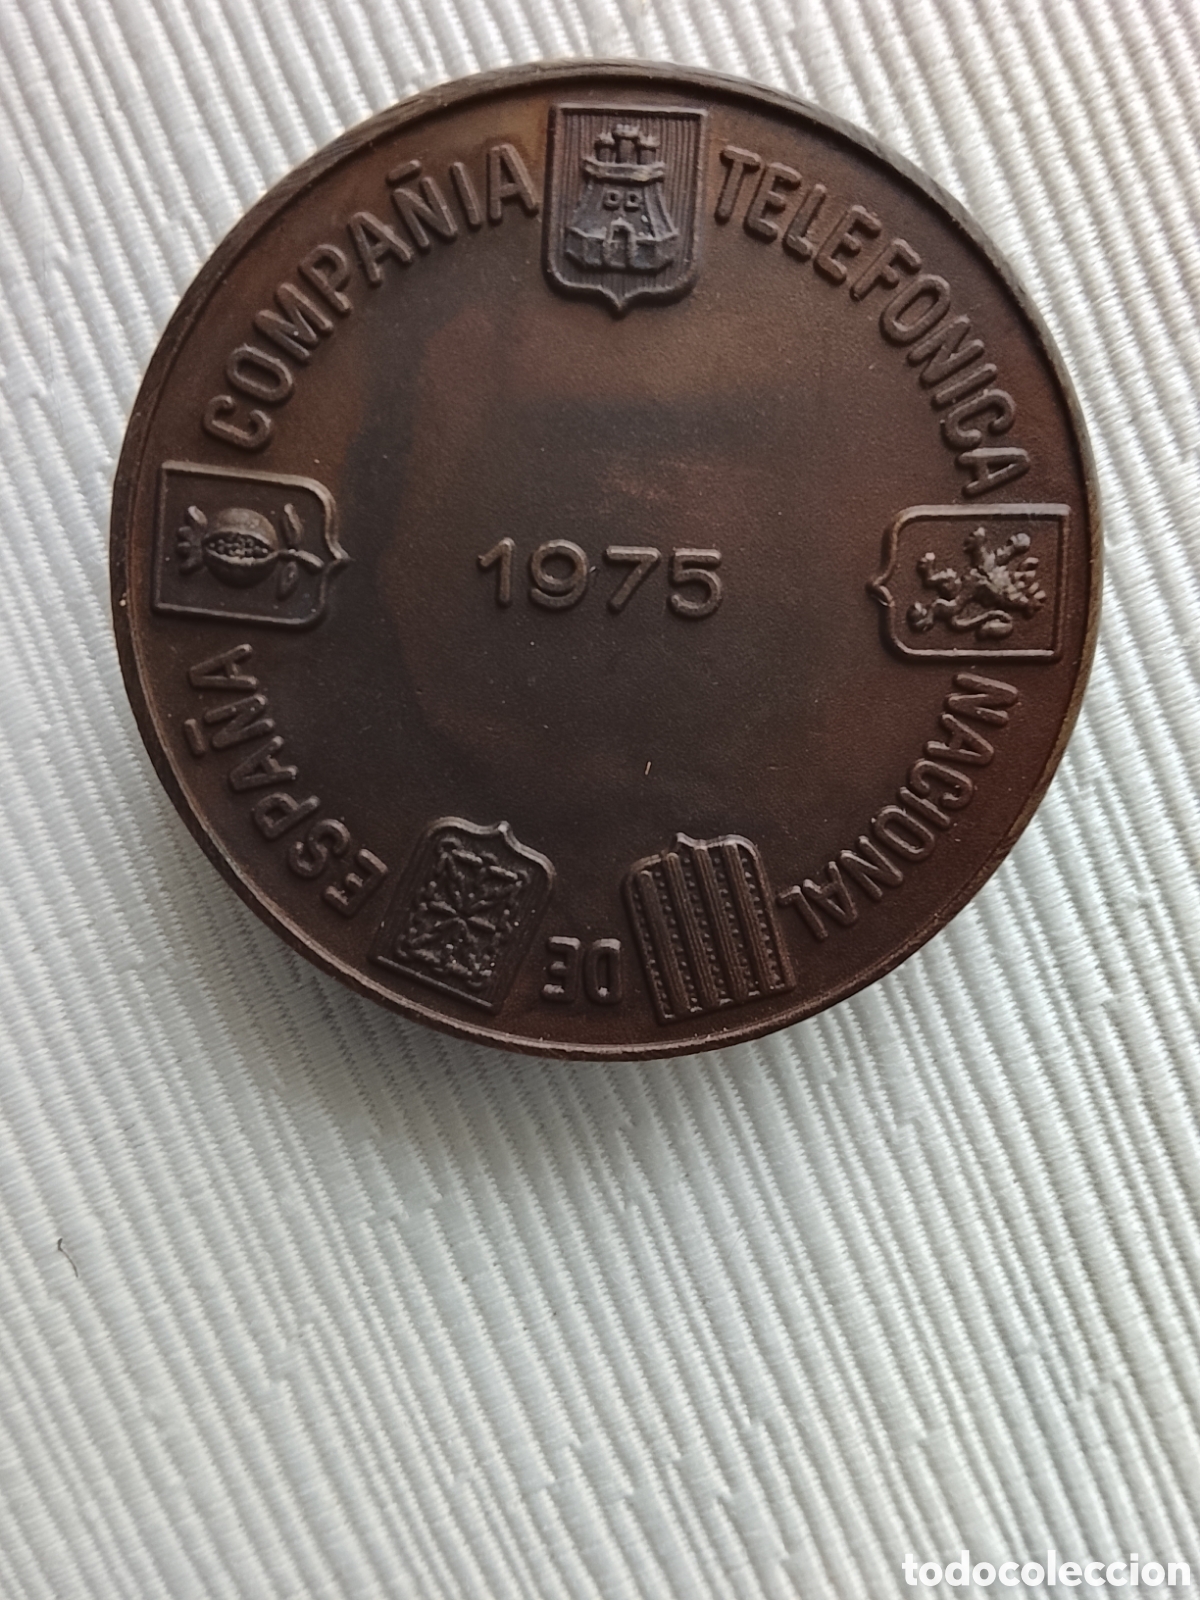 COMPAÑIA TELEFONICA NACIONAL DE ESPAÑA
1975
todocoleccion